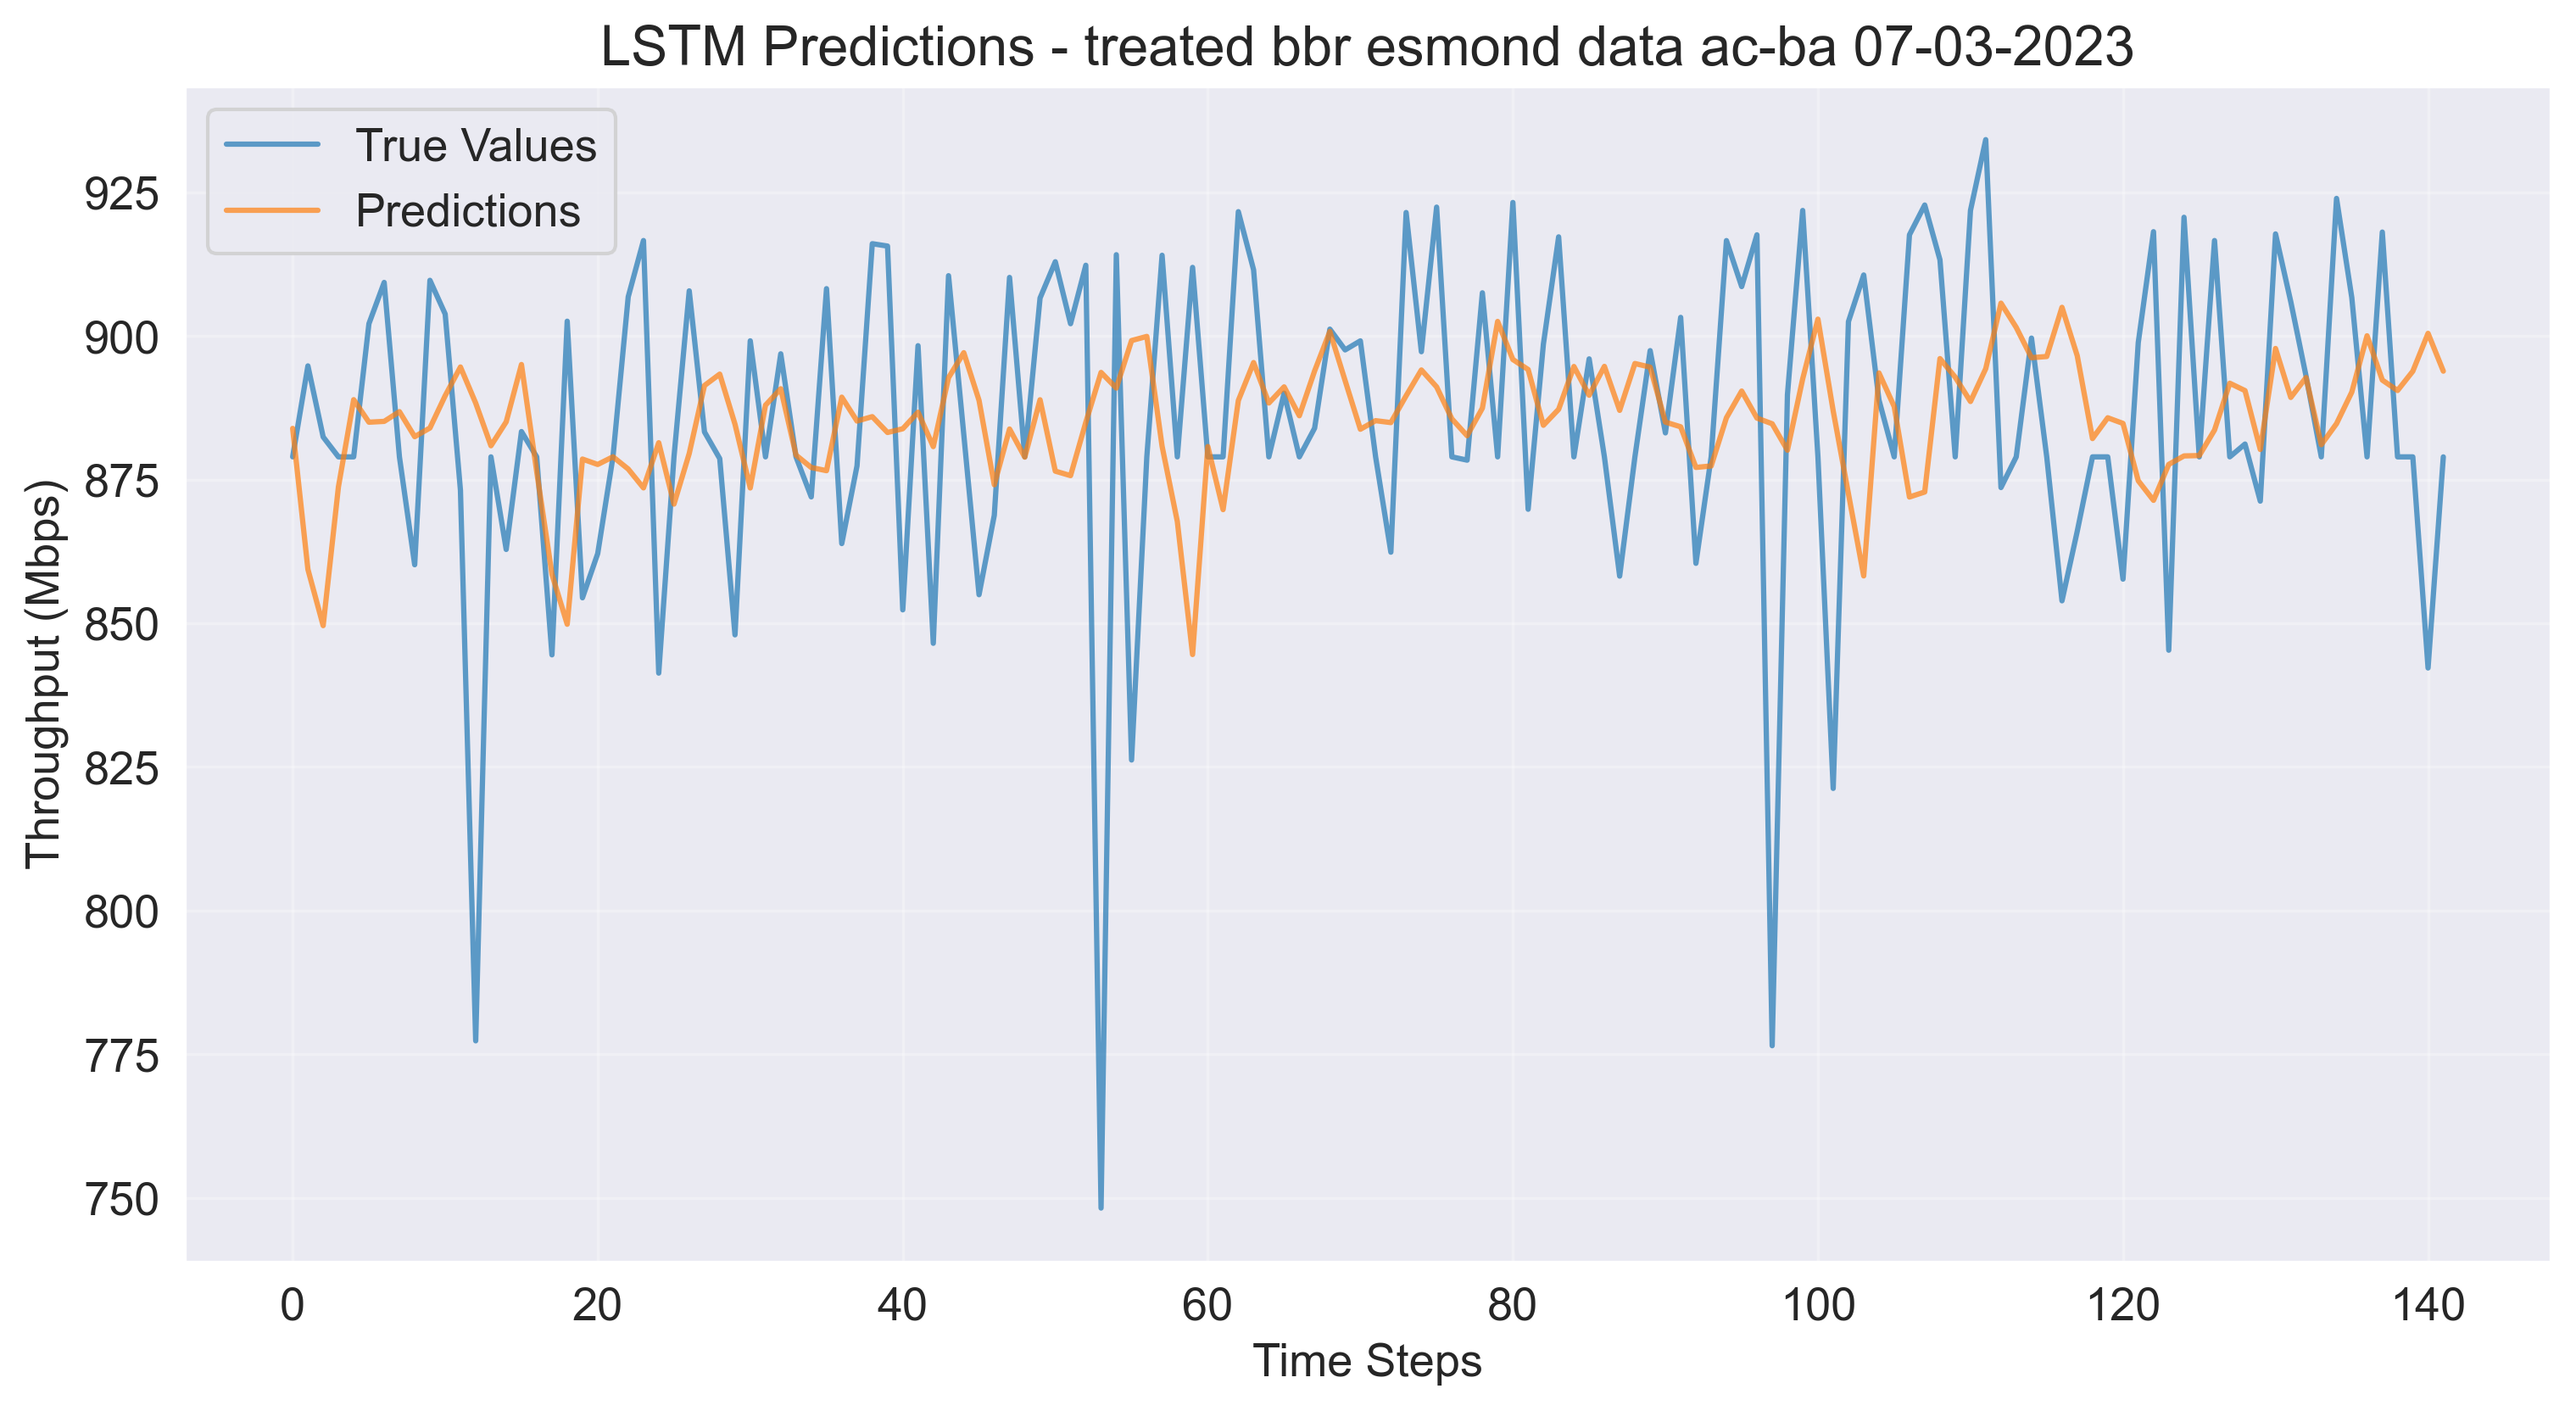 LSTM Predictions - treated bbr esmond data ac-ba 07-03-2023
True Values
Predictions
Throughput (Mbps)
925
900
875
850
825
800
775
750
0 20 40 60 80 100 120 140
Time Steps